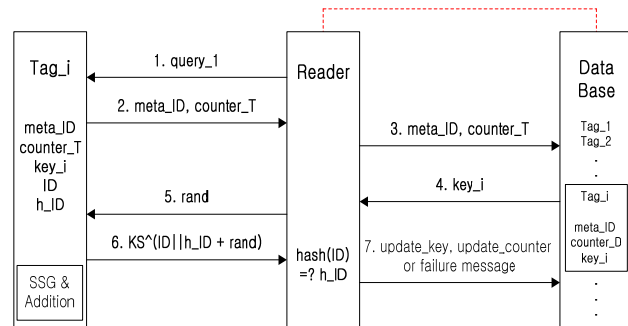 Tag_i
meta_ID
counter_T
key_i
ID
h_ID
SSG &
Addition
1. query_1
2. meta_ID, counter_T
5. rand
6. KS^(ID||h_ID + rand)
Reader
hash(ID)
=? h_ID
3. meta_ID, counter_T
4. key_i
7. update_key, update_counter
or failure message
Data
Base
Tag_1
Tag_2
.
.
Tag_i
meta_ID
counter_D
key_i
.
.